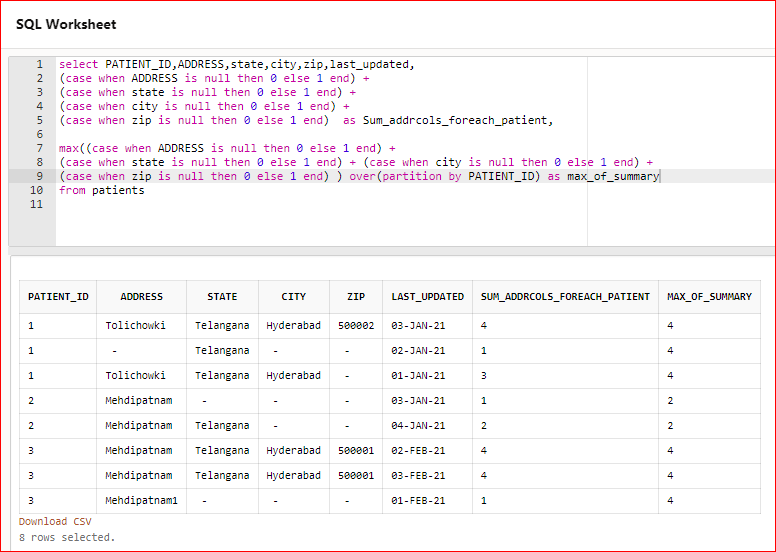 SQL Worksheet
1 select PATIENT_ID,ADDRESS,state,city,zip,last_updated,
2 (case when ADDRESS is null then 0 else 1 end) +
3 (case when state is null then 0 else 1 end) +
4 (case when city is null then 0 else 1 end) +
5 (case when zip is null then 0 else 1 end)  as Sum_addrcols_foreach_patient,
6
7 max((case when ADDRESS is null then 0 else 1 end) +
8 (case when state is null then 0 else 1 end) + (case when city is null then 0 else 1 end) +
9 (case when zip is null then 0 else 1 end) ) over(partition by PATIENT_ID) as max_of_summary
10 from patients
11
PATIENT_ID ADDRESS STATE CITY ZIP LAST_UPDATED SUM_ADDRCOLS_FOREACH_PATIENT MAX_OF_SUMMARY
1 Tolichowki Telangana Hyderabad 500002 03-JAN-21 4 4
1 - Telangana - - 02-JAN-21 1 4
1 Tolichowki Telangana Hyderabad - 01-JAN-21 3 4
2 Mehdipatnam - - - 03-JAN-21 1 2
2 Mehdipatnam Telangana - - 04-JAN-21 2 2
3 Mehdipatnam Telangana Hyderabad 500001 02-FEB-21 4 4
3 Mehdipatnam Telangana Hyderabad 500001 03-FEB-21 4 4
3 Mehdipatnam1 - - - 01-FEB-21 1 4
Download CSV
8 rows selected.